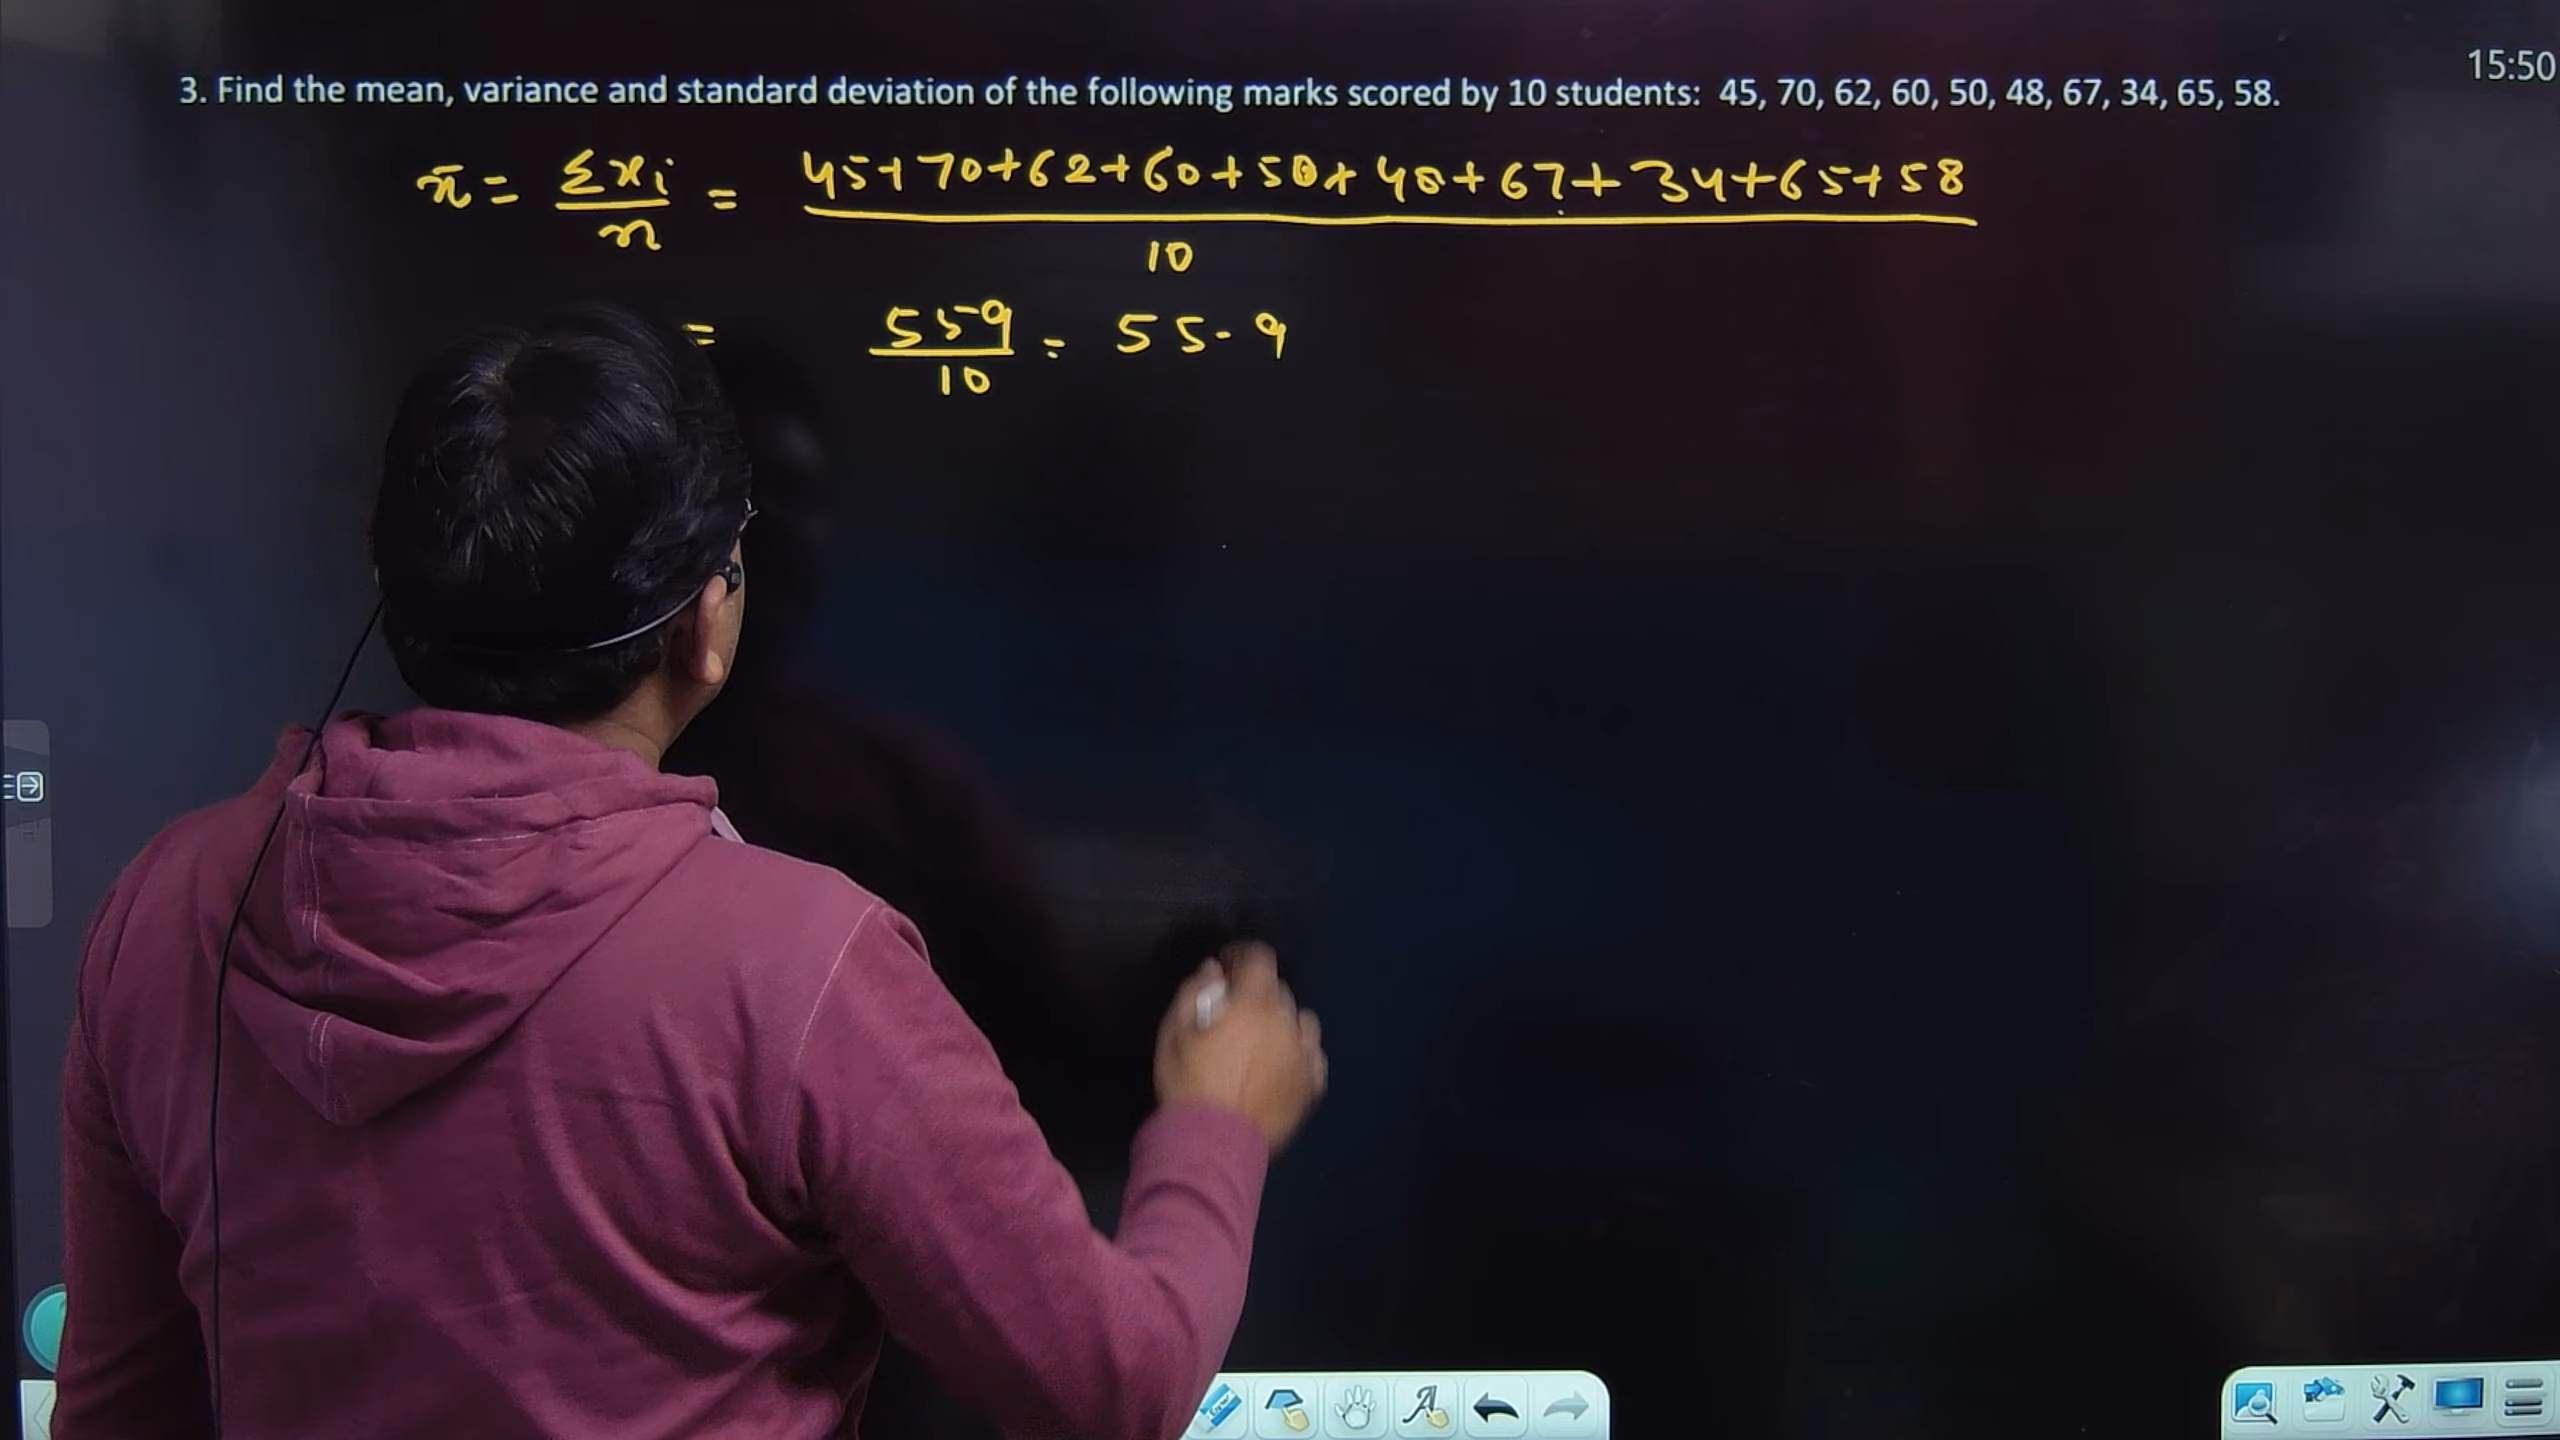 15:50
3. Find the mean, variance and standard deviation of the following marks scored by 10 students: 45, 70, 62, 60, 50, 48, 67, 34, 65, 58.
x̄ = Σxi/n = 45+70+62+60+50+48+67+34+65+58/10
= 559/10 = 55.9